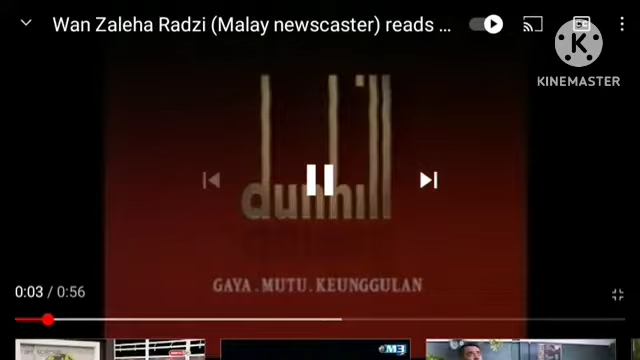 Wan Zaleha Radzi (Malay newscaster) reads ...
KINEMASTER
dunhill
GAYA.MUTU.KEUNGGULAN
0:03 / 0:56